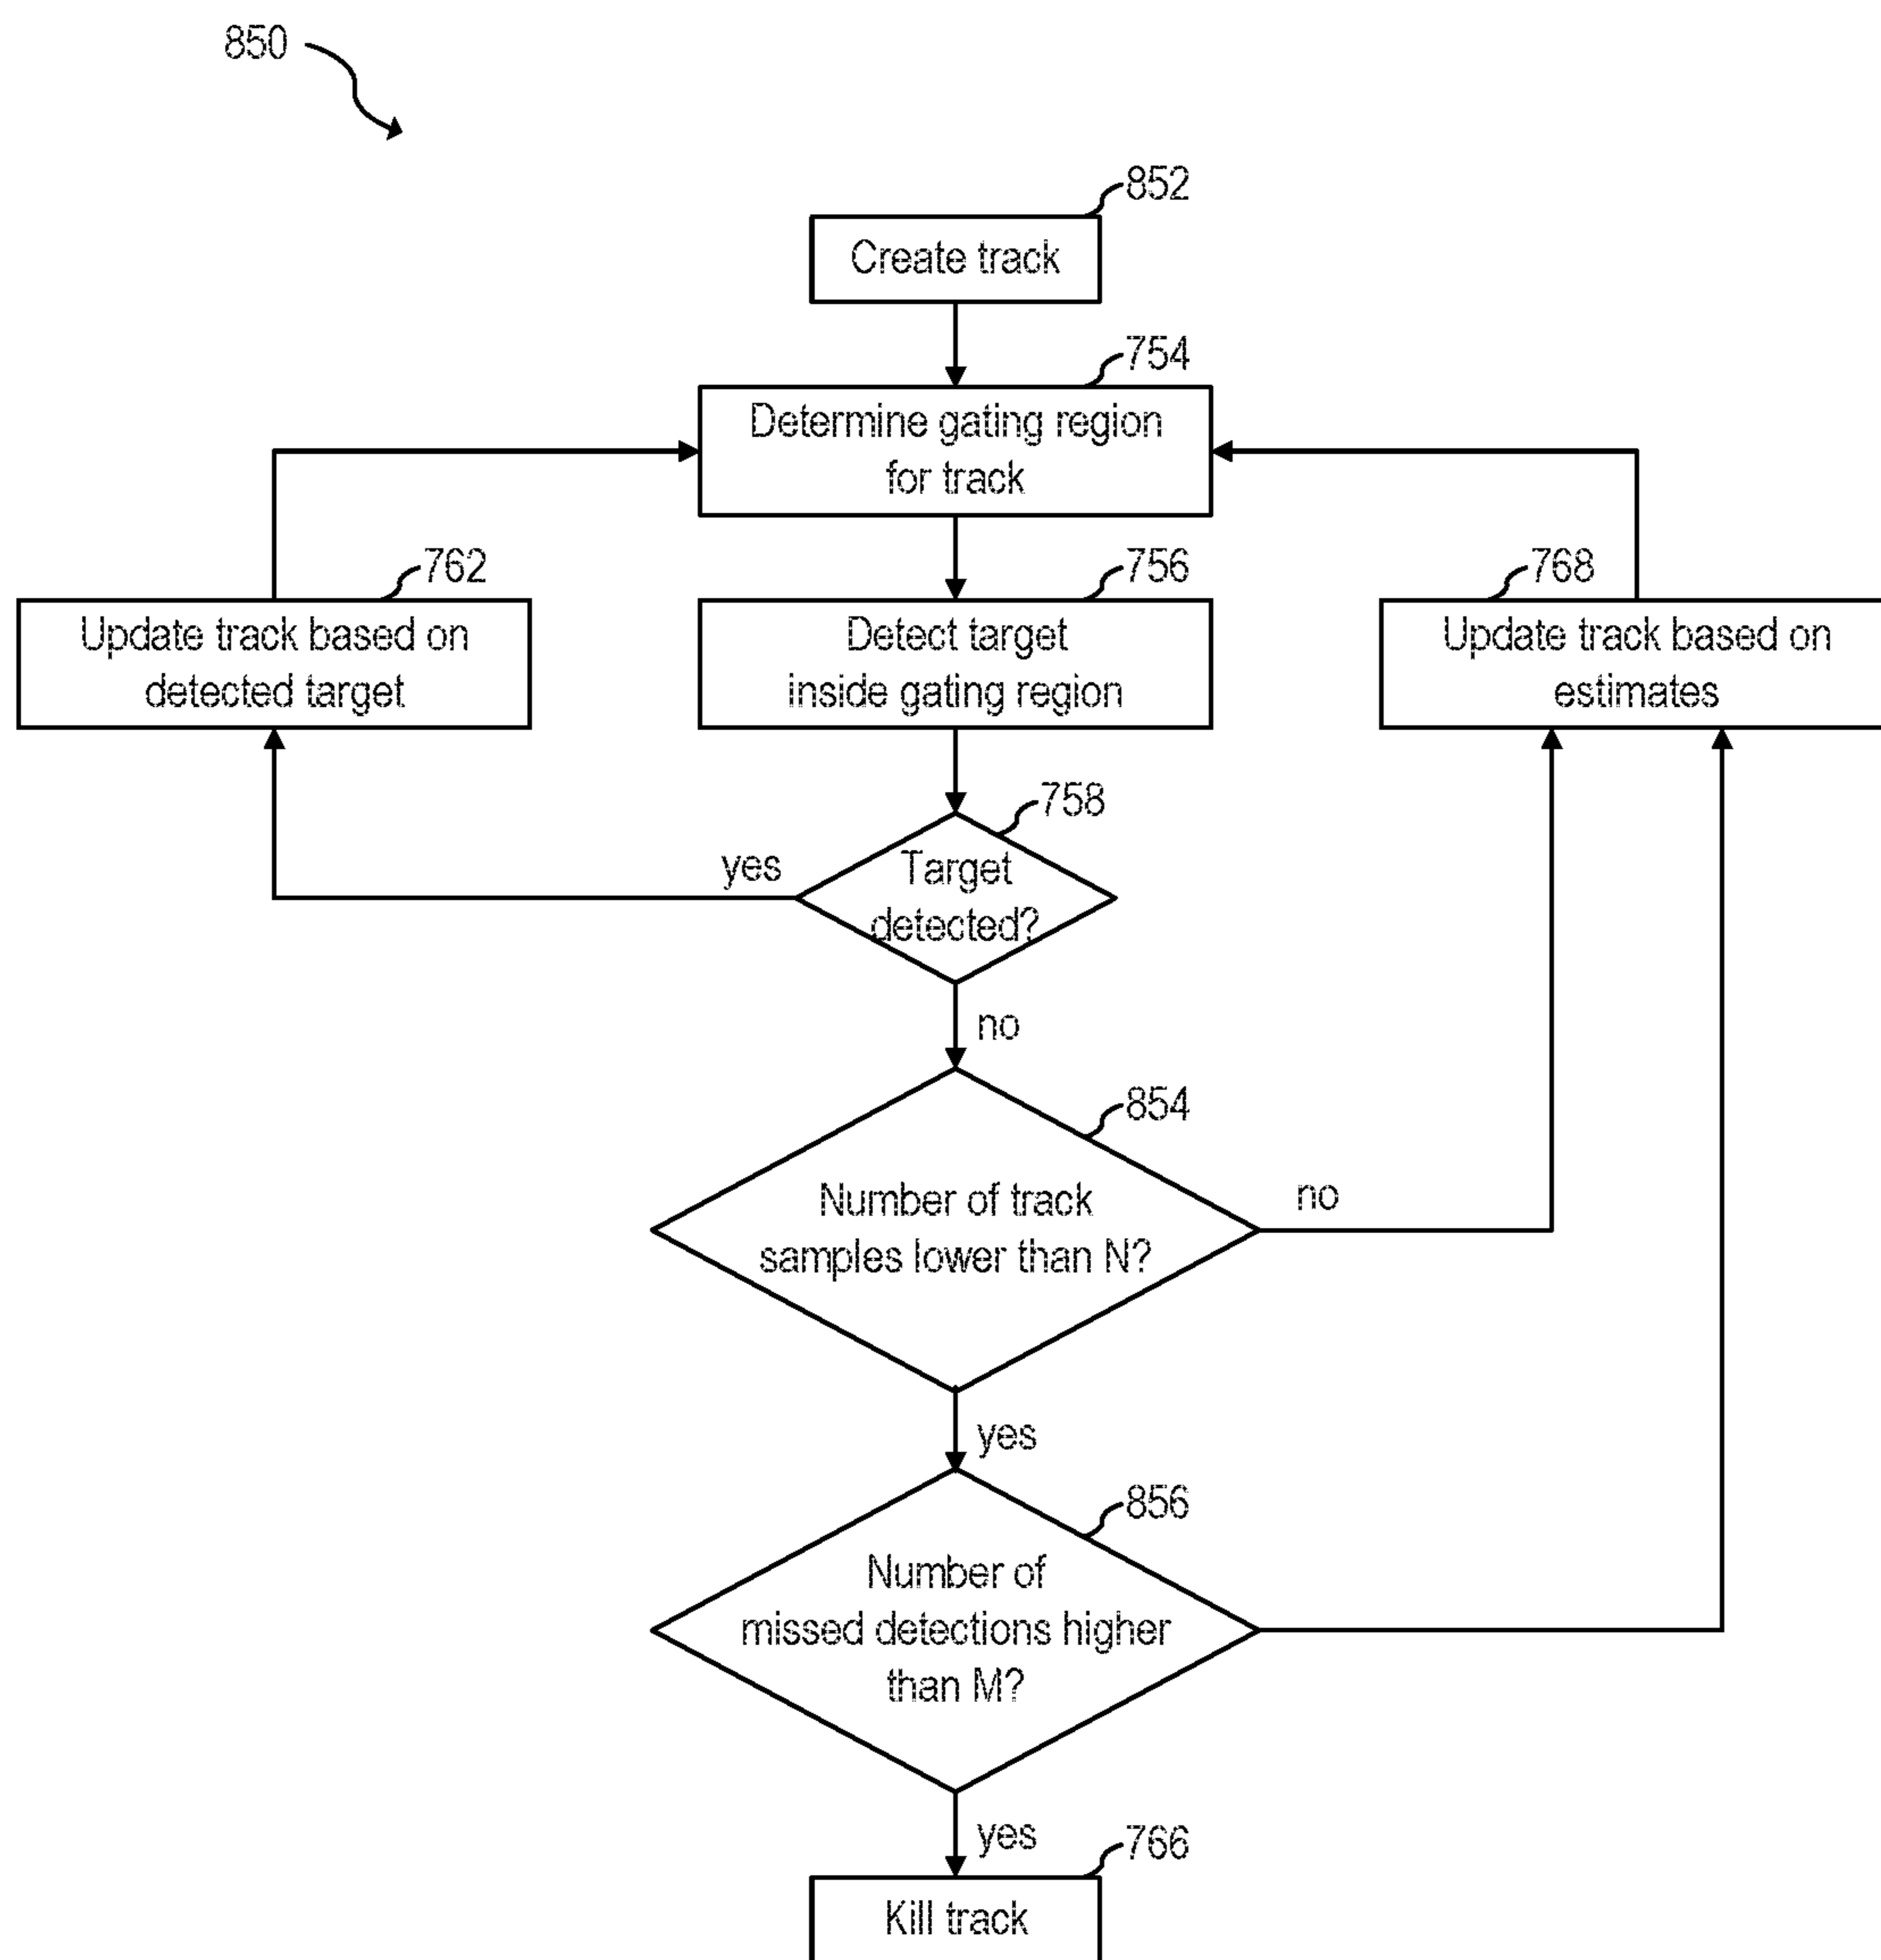 850
852
Create track
754
Determine gating region
for track
762
Update track based on
detected target
756
Detect target
inside gating region
768
Update track based on
estimates
758
Target
detected?
yes
no
854
Number of track
samples lower than N?
no
yes
856
Number of
missed detections higher
than M?
yes
766
Kill track